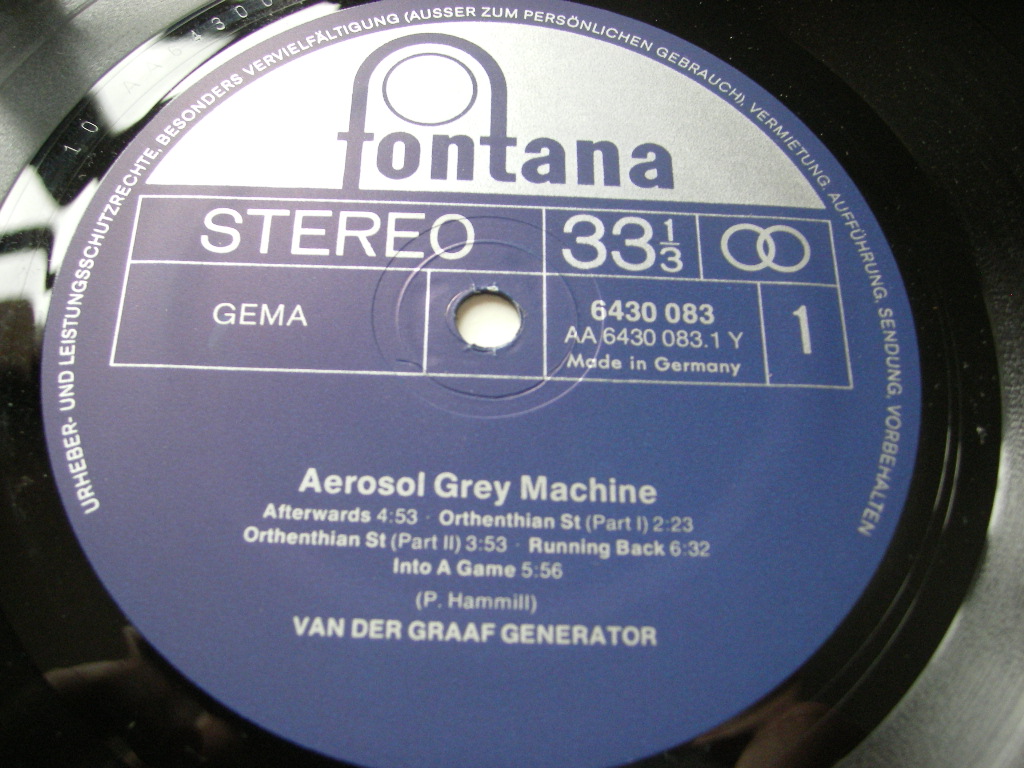 URHEBER- UND LEISTUNGSSCHUTZRECHTE, BESONDERS VERVIELFÄLTIGUNG (AUSSER ZUM PERSÖNLICHEN GEBRAUCH), VERMIETUNG, AUFFÜHRUNG, SENDUNG, VORBEHALTEN
fontana
STEREO
33 1/3
GEMA
6430 083
AA 6430 083.1 Y
Made in Germany
1
Aerosol Grey Machine
Afterwards 4:53 · Orthenthian St (Part I) 2:23
Orthenthian St (Part II) 3:53 · Running Back 6:32
Into A Game 5:56
(P. Hammill)
VAN DER GRAAF GENERATOR